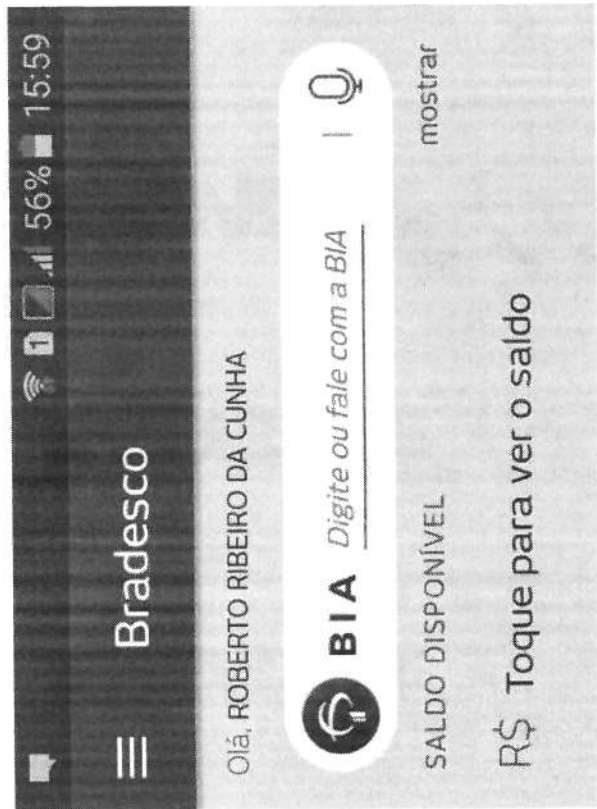 1 56% 15:59
Bradesco
Olá, ROBERTO RIBEIRO DA CUNHA
BIA Digite ou fale com a BIA
SALDO DISPONÍVEL mostrar
R$ Toque para ver o saldo